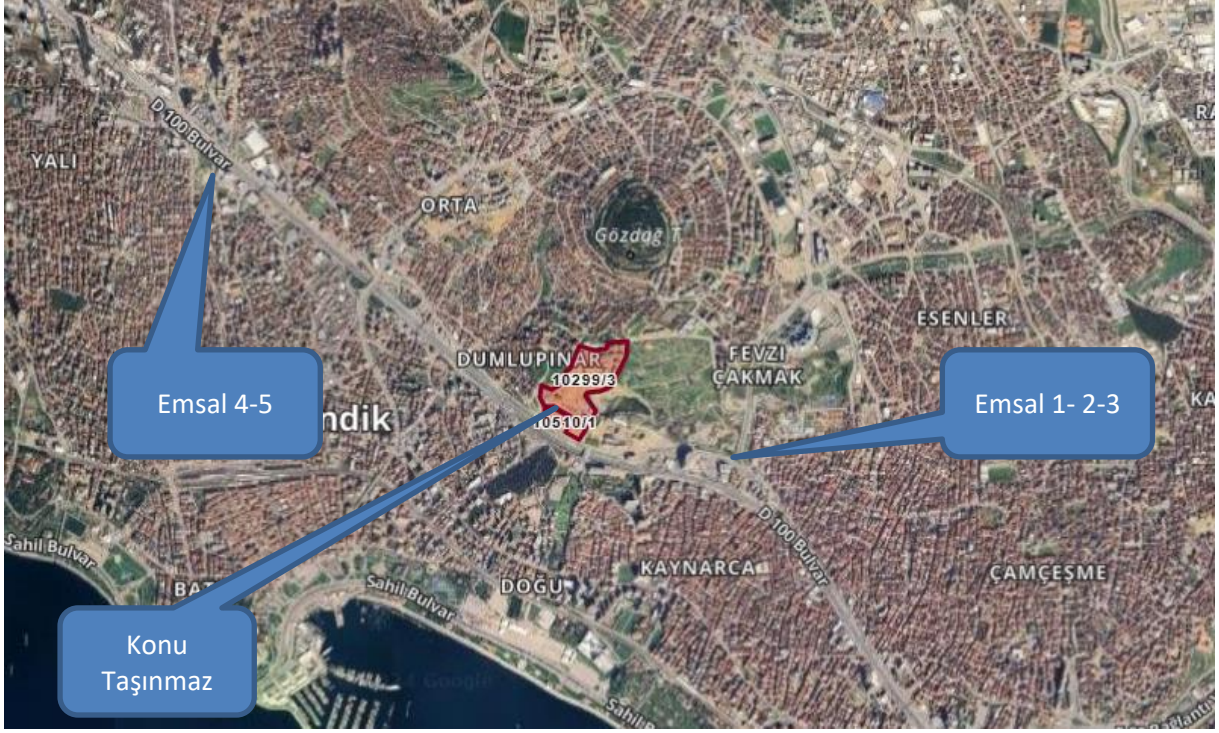 D 100 Bulvar
YALI
ORTA
Gözdağ T
ESENLER
DUMLUPINAR
FEVZİ
ÇAKMAK
10299/3
Emsal 4-5
Emsal 1- 2-3
ndik
10510/1
D 100 Bulvar
Sahil Bulvar
KAYNARCA
ÇAMÇEŞME
BAT
Sahil Bulvar
DOĞU
Konu
Taşınmaz
Google